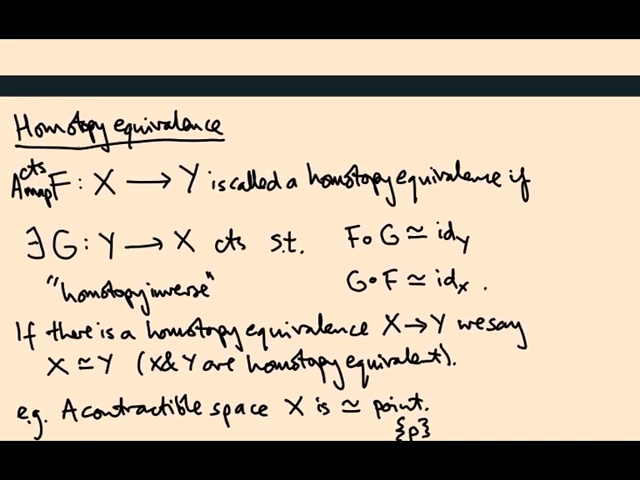 Homotopy equivalence
A cts map F : X → Y is called a homotopy equivalence if
∃ G : Y → X cts s.t. F∘G ≃ id_Y
"homotopy inverse" G∘F ≃ id_X .
If there is a homotopy equivalence X→Y we say
X ≃ Y (X & Y are homotopy equivalent).
e.g. A contractible space X is ≃ point.
{p}